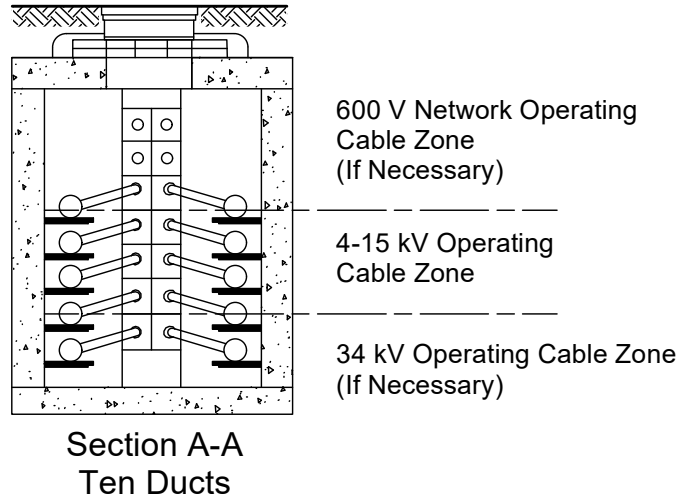 600 V Network Operating
Cable Zone
(If Necessary)
4-15 kV Operating
Cable Zone
34 kV Operating Cable Zone
(If Necessary)
Section A-A
Ten Ducts